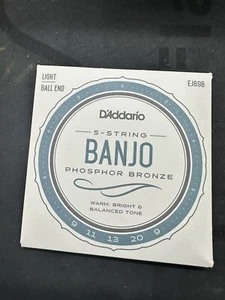 LIGHT
BALL END
EJ69B
D'Addario
5-STRING
BANJO
PHOSPHOR BRONZE
WARM, BRIGHT &
BALANCED TONE
9 11 13 20 9